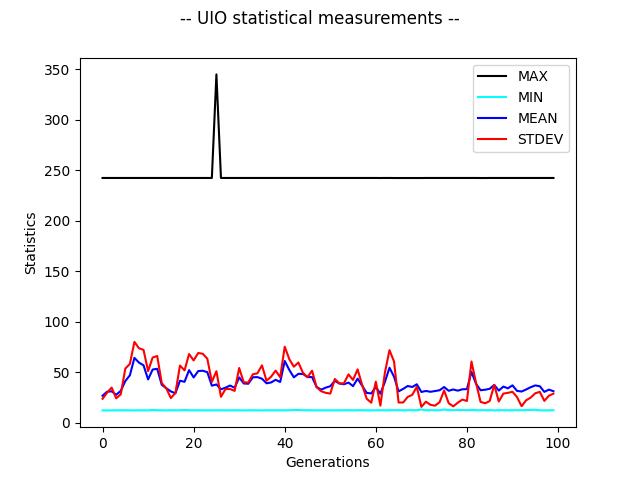 -- UIO statistical measurements --
350
300
250
200
150
100
50
0
Statistics
MAX
MIN
MEAN
STDEV
0 20 40 60 80 100
Generations